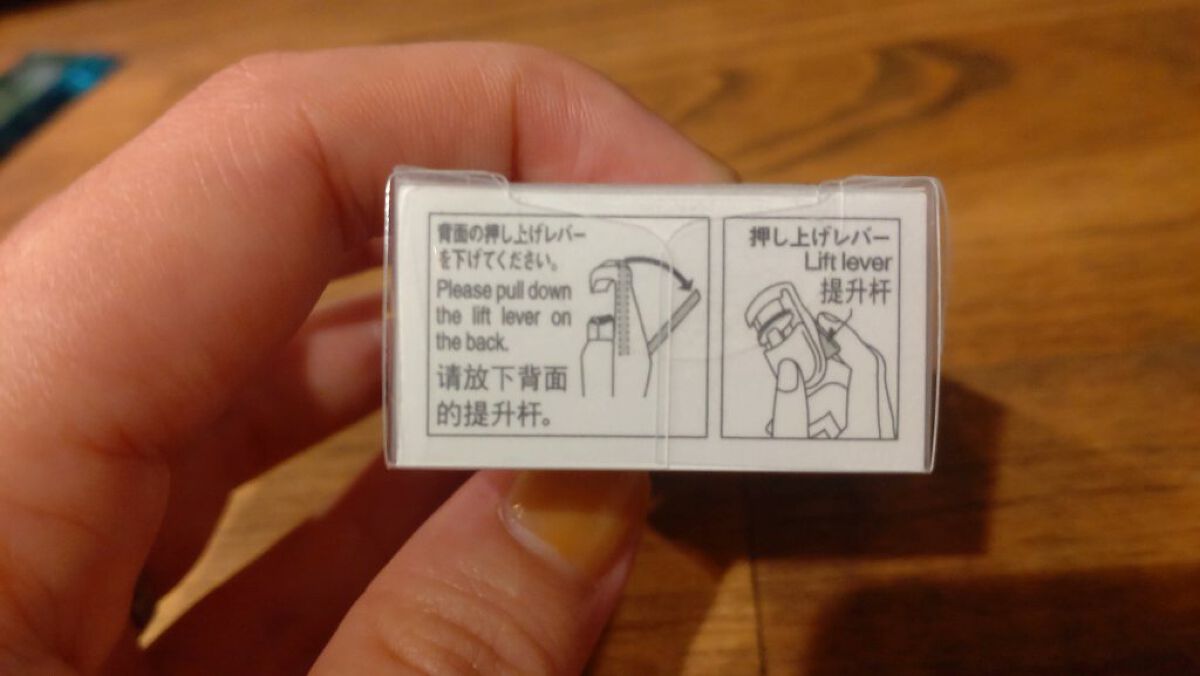 背面の押し上げレバー
を下げてください。
Please pull down
the lift lever on
the back.
请放下背面
的提升杆。
押し上げレバー
Lift lever
提升杆